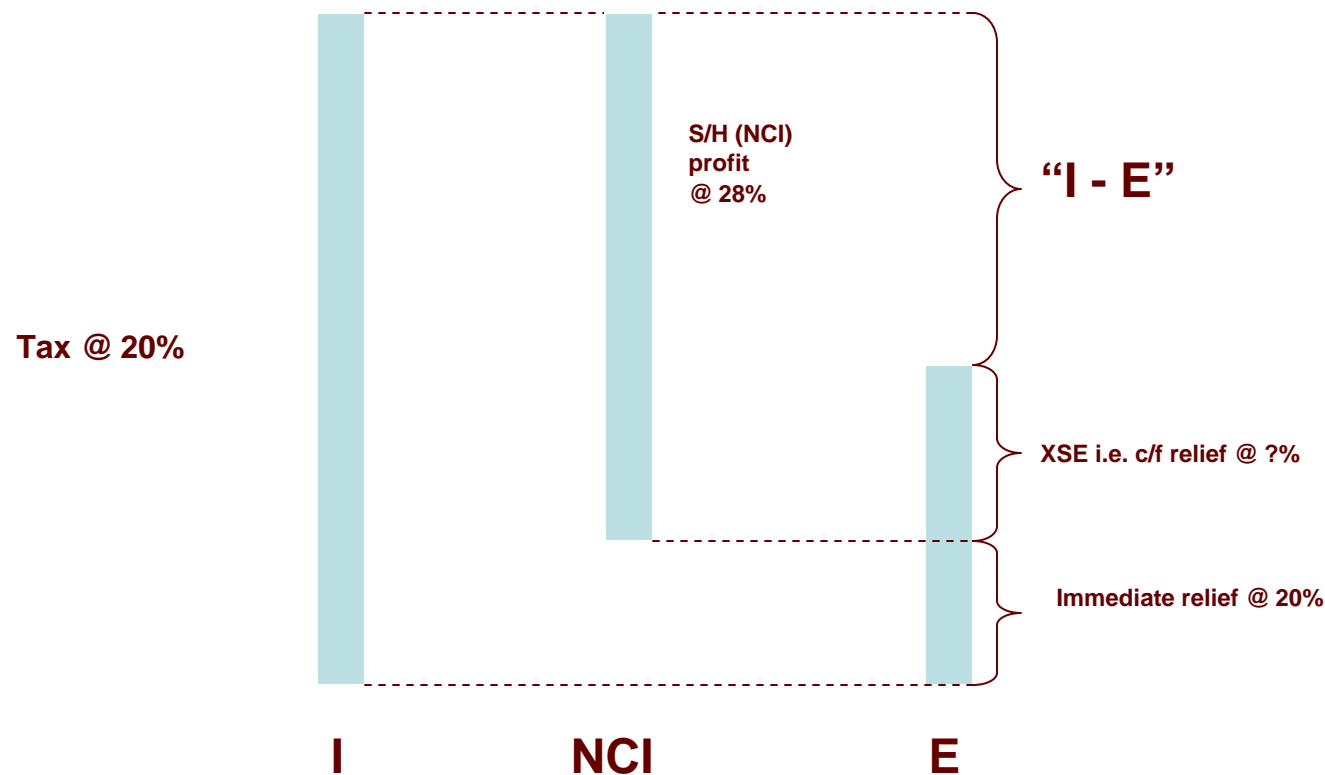 S/H (NCI)
profit
@ 28%
“I - E”
Tax @ 20%
XSE i.e. c/f relief @ ?%
Immediate relief @ 20%
I
NCI
E